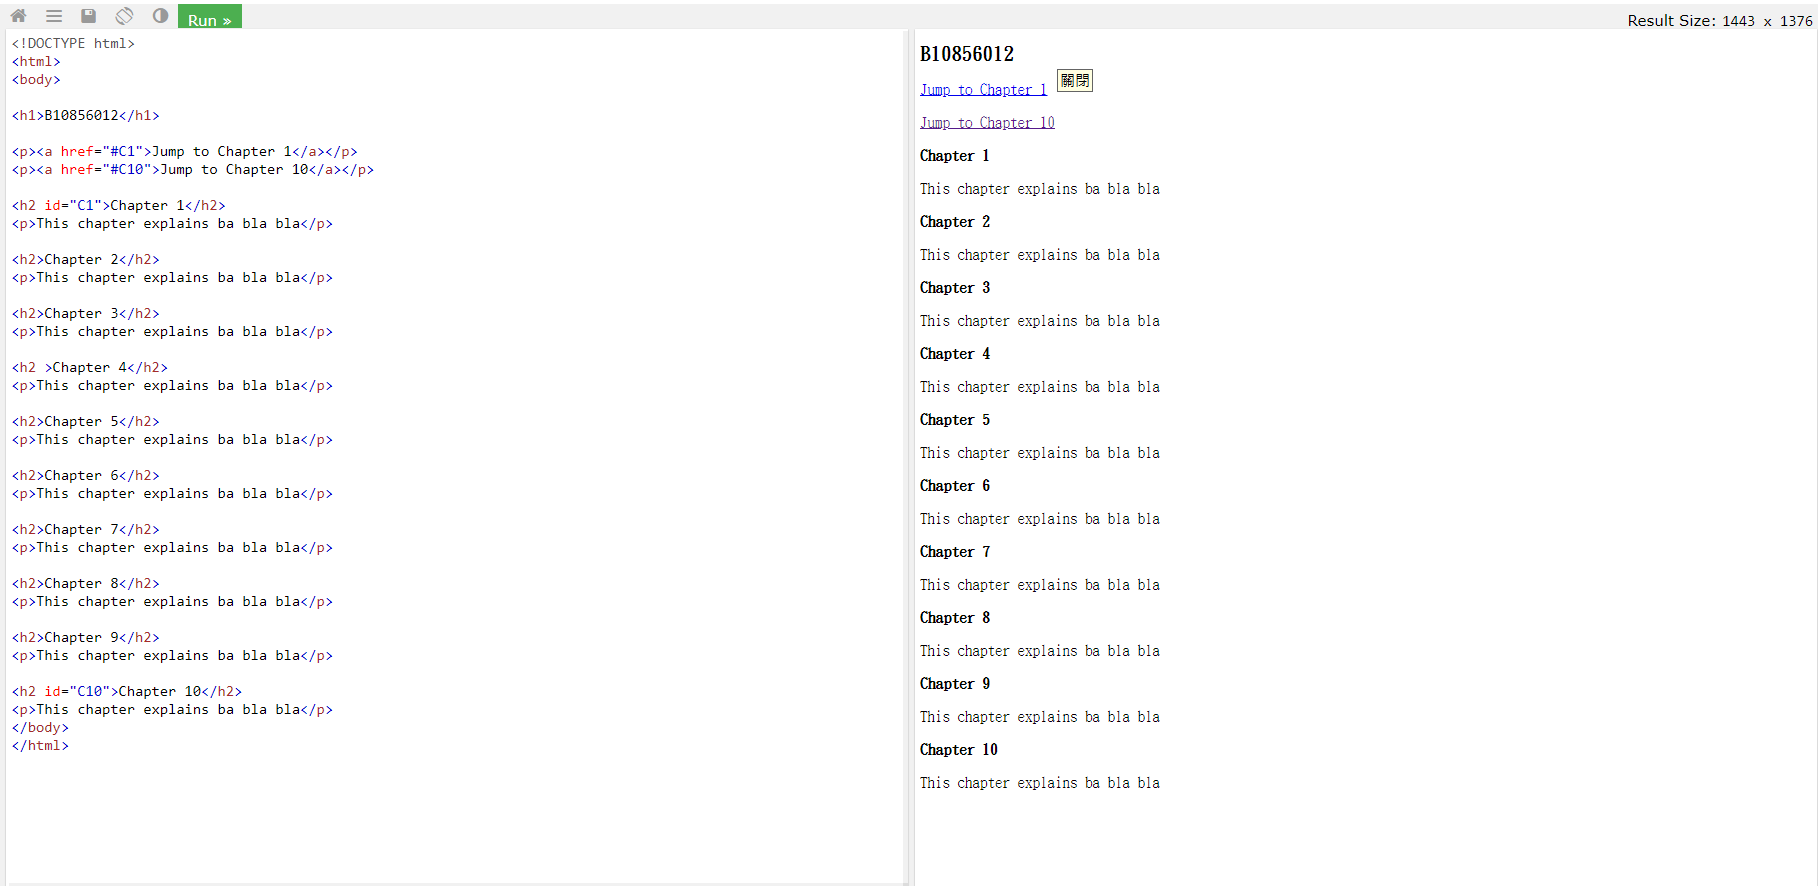 Run »
Result Size: 1443 x 1376
<!DOCTYPE html>
<html>
<body>
<h1>B10856012</h1>
<p><a href="#C1">Jump to Chapter 1</a></p>
<p><a href="#C10">Jump to Chapter 10</a></p>
<h2 id="C1">Chapter 1</h2>
<p>This chapter explains ba bla bla</p>
<h2>Chapter 2</h2>
<p>This chapter explains ba bla bla</p>
<h2>Chapter 3</h2>
<p>This chapter explains ba bla bla</p>
<h2 >Chapter 4</h2>
<p>This chapter explains ba bla bla</p>
<h2>Chapter 5</h2>
<p>This chapter explains ba bla bla</p>
<h2>Chapter 6</h2>
<p>This chapter explains ba bla bla</p>
<h2>Chapter 7</h2>
<p>This chapter explains ba bla bla</p>
<h2>Chapter 8</h2>
<p>This chapter explains ba bla bla</p>
<h2>Chapter 9</h2>
<p>This chapter explains ba bla bla</p>
<h2 id="C10">Chapter 10</h2>
<p>This chapter explains ba bla bla</p>
</body>
</html>
B10856012
Jump to Chapter 1
關閉
Jump to Chapter 10
Chapter 1
This chapter explains ba bla bla
Chapter 2
This chapter explains ba bla bla
Chapter 3
This chapter explains ba bla bla
Chapter 4
This chapter explains ba bla bla
Chapter 5
This chapter explains ba bla bla
Chapter 6
This chapter explains ba bla bla
Chapter 7
This chapter explains ba bla bla
Chapter 8
This chapter explains ba bla bla
Chapter 9
This chapter explains ba bla bla
Chapter 10
This chapter explains ba bla bla